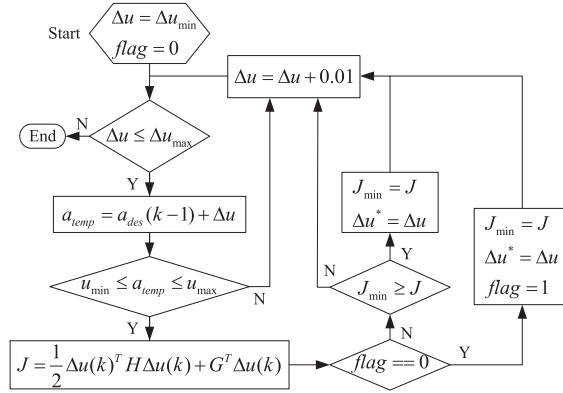 Start
Δu = Δu_min
flag = 0
Δu = Δu + 0.01
End
N
Δu ≤ Δu_max
Y
a_temp = a_des(k−1) + Δu
J_min = J
Δu* = Δu
J_min = J
Δu* = Δu
flag = 1
u_min ≤ a_temp ≤ u_max
N
Y
N
J_min ≥ J
Y
J = 1/2 Δu(k)^T HΔu(k) + G^T Δu(k)
N
flag == 0
Y